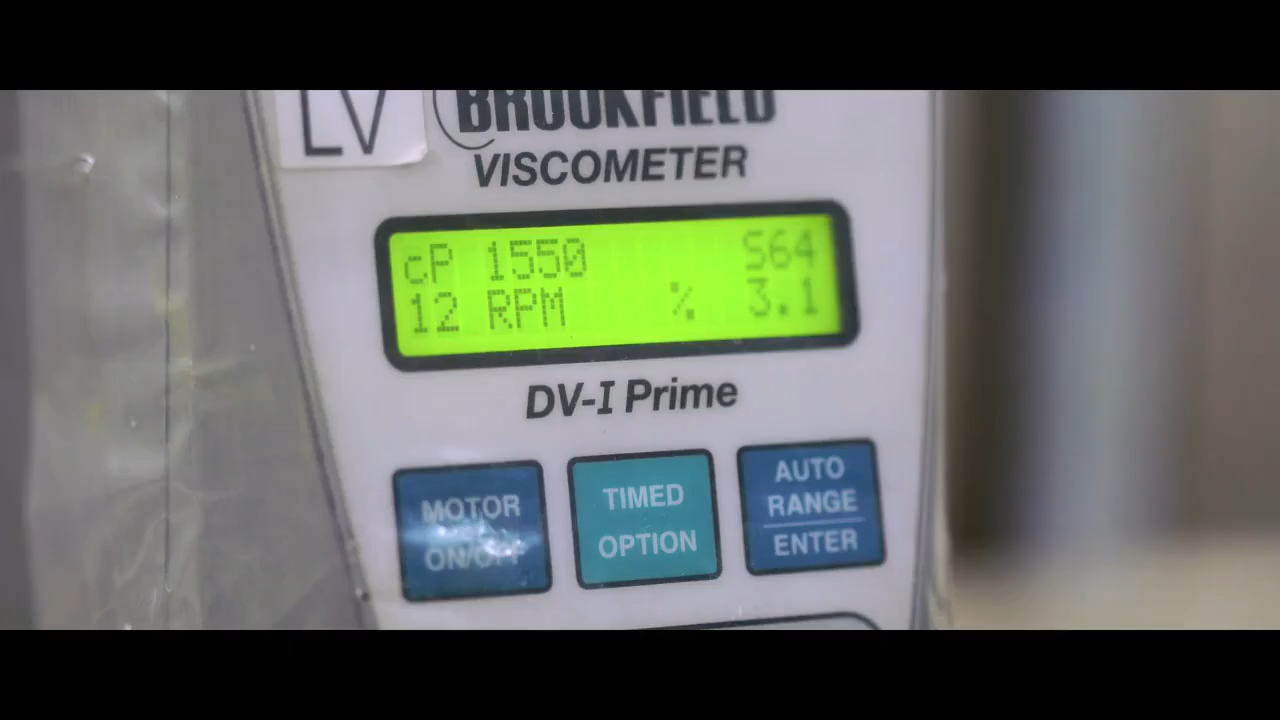 LV
BROOKFIELD
VISCOMETER
cP 1550 S64
12 RPM % 3.1
DV-I Prime
MOTOR
ON/OFF
TIMED
OPTION
AUTO
RANGE
ENTER